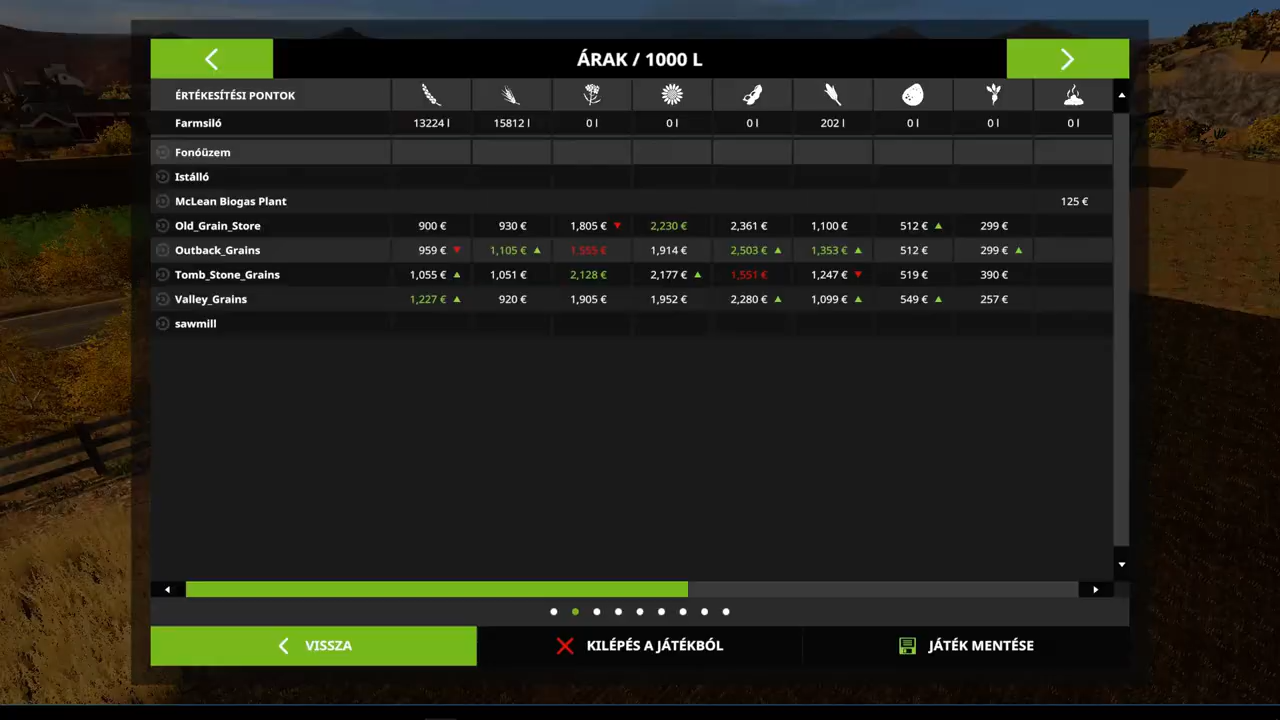 ÁRAK / 1000 L
ÉRTÉKESÍTÉSI PONTOK
Farmsiló 13224 l 15812 l 0 l 0 l 0 l 202 l 0 l 0 l 0 l
Fonóüzem
Istálló
McLean Biogas Plant 125 €
Old_Grain_Store 900 € 930 € 1,805 € 2,230 € 2,361 € 1,100 € 512 € 299 €
Outback_Grains 959 € 1,105 € 1,555 € 1,914 € 2,503 € 1,353 € 512 € 299 €
Tomb_Stone_Grains 1,055 € 1,051 € 2,128 € 2,177 € 1,551 € 1,247 € 519 € 390 €
Valley_Grains 1,227 € 920 € 1,905 € 1,952 € 2,280 € 1,099 € 549 € 257 €
sawmill
VISSZA KILÉPÉS A JÁTÉKBÓL JÁTÉK MENTÉSE